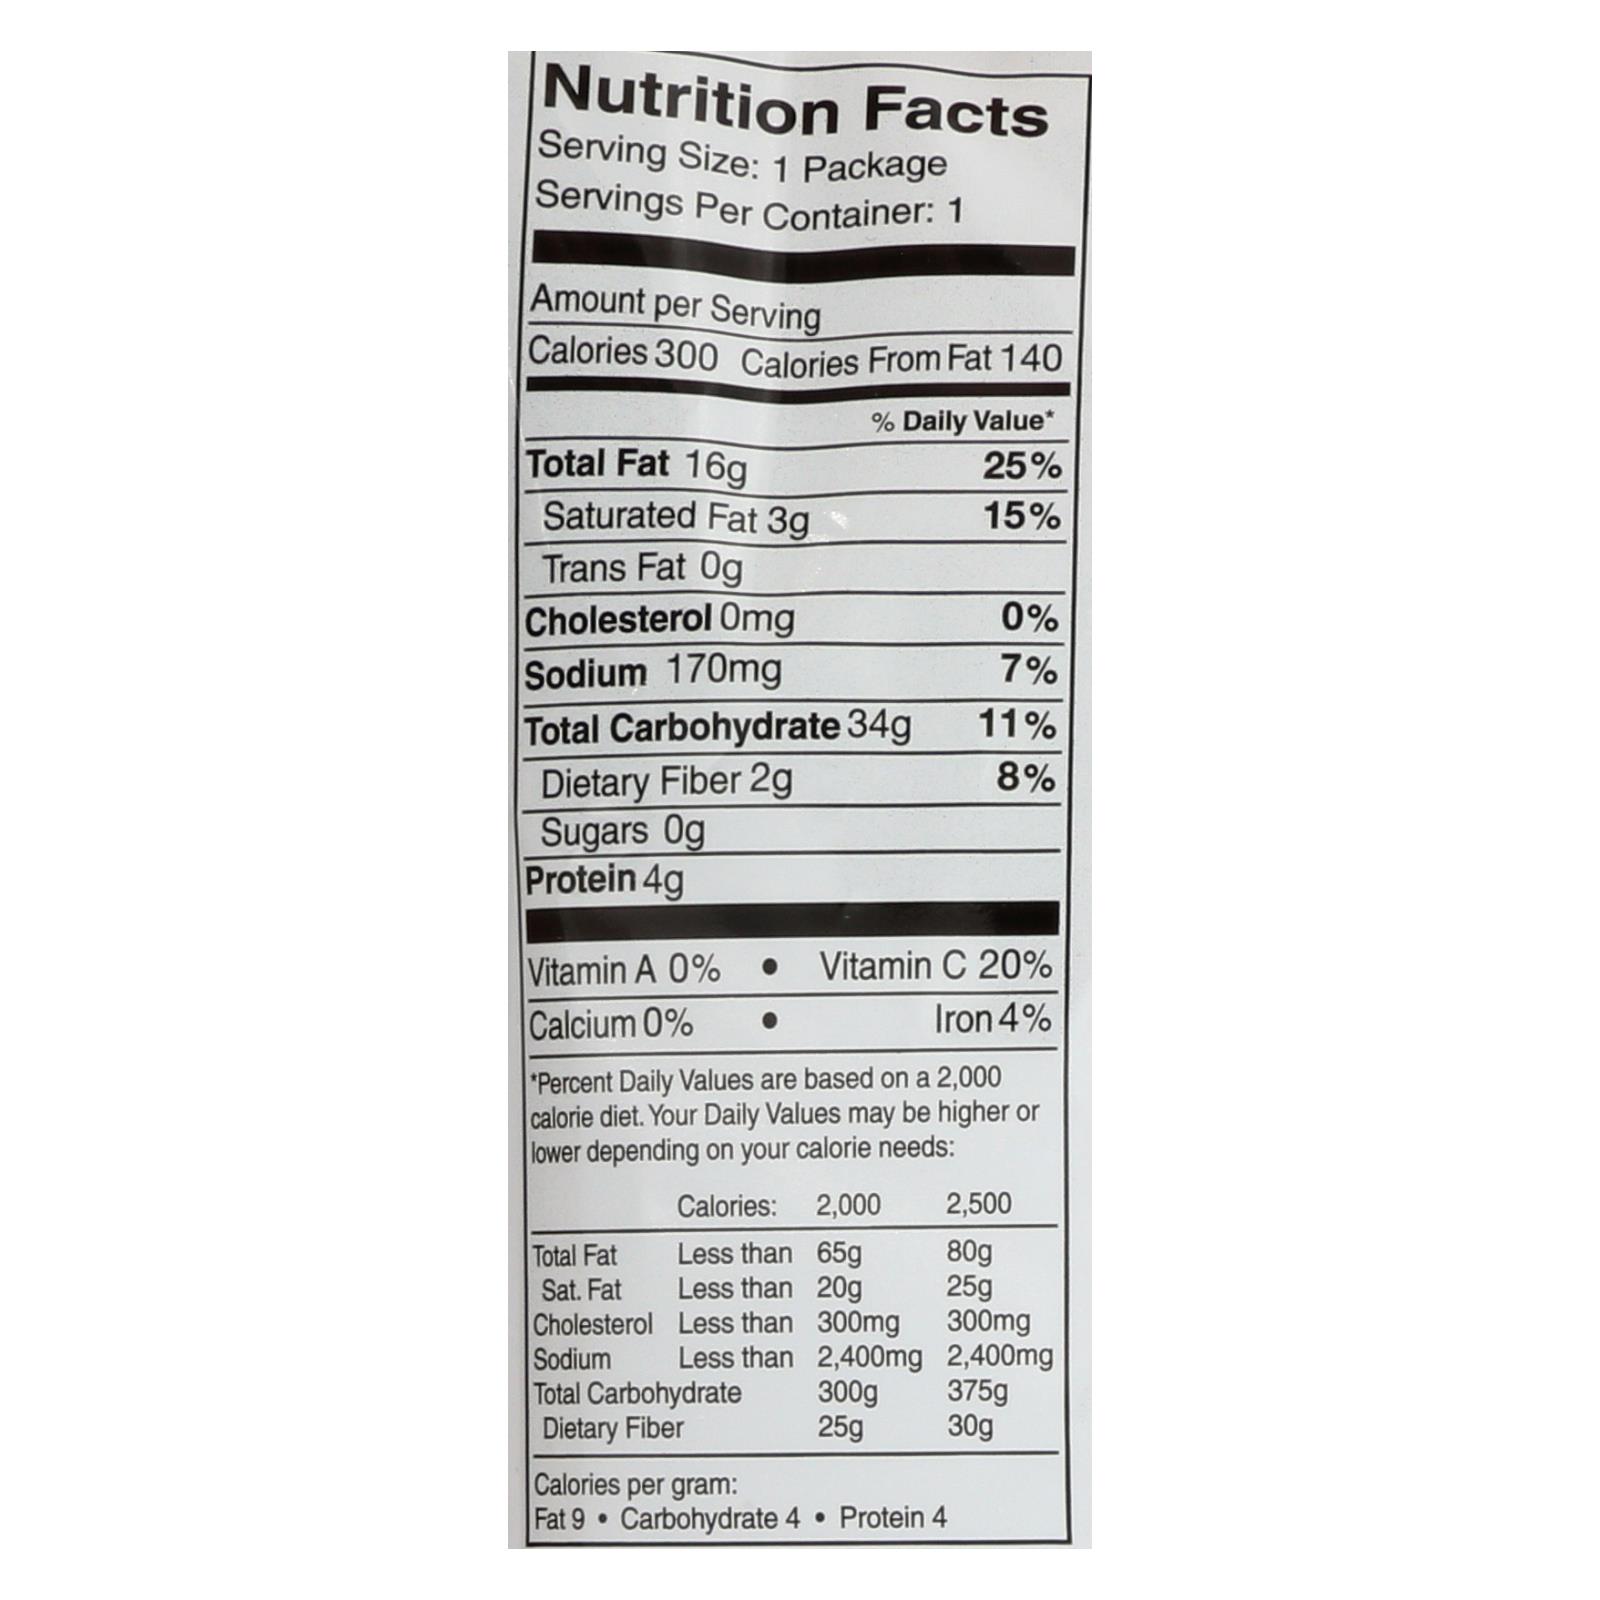 Nutrition Facts
Serving Size: 1 Package
Servings Per Container: 1
Amount per Serving
Calories 300 Calories From Fat 140
% Daily Value*
Total Fat 16g 25%
Saturated Fat 3g 15%
Trans Fat 0g
Cholesterol 0mg 0%
Sodium 170mg 7%
Total Carbohydrate 34g 11%
Dietary Fiber 2g 8%
Sugars 0g
Protein 4g
Vitamin A 0% • Vitamin C 20%
Calcium 0% • Iron 4%
*Percent Daily Values are based on a 2,000
calorie diet. Your Daily Values may be higher or
lower depending on your calorie needs:
Calories: 2,000 2,500
Total Fat Less than 65g 80g
Sat. Fat Less than 20g 25g
Cholesterol Less than 300mg 300mg
Sodium Less than 2,400mg 2,400mg
Total Carbohydrate 300g 375g
Dietary Fiber 25g 30g
Calories per gram:
Fat 9 • Carbohydrate 4 • Protein 4